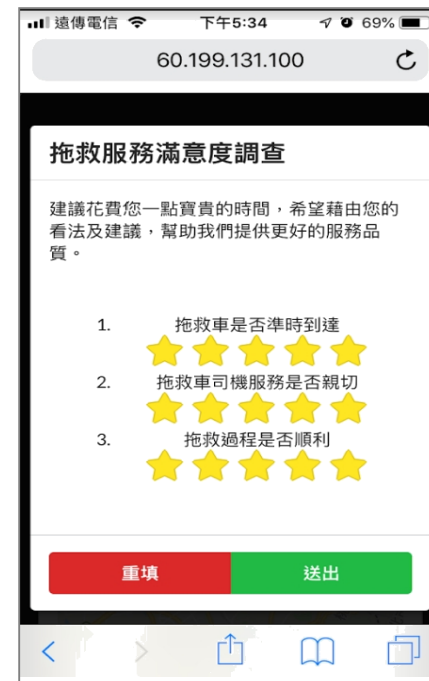 遠傳電信 下午5:34 69%
60.199.131.100
拖救服務滿意度調查
建議花費您一點寶貴的時間，希望藉由您的
看法及建議，幫助我們提供更好的服務品
質。
1. 拖救車是否準時到達
2. 拖救車司機服務是否親切
3. 拖救過程是否順利
重填 送出